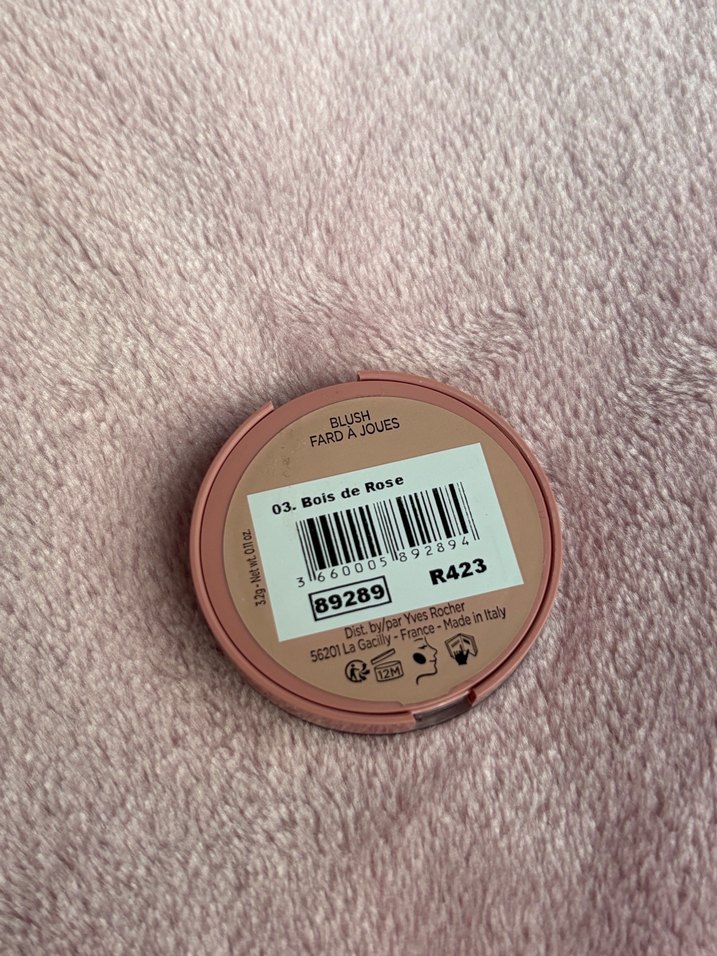 BLUSH
FARD À JOUES
03. Bois de Rose
3 660005 892894
89289
R423
3.2g - Net wt. 0.11 oz.
Dist. by/par Yves Rocher
56201 La Gacilly - France - Made in Italy
12M